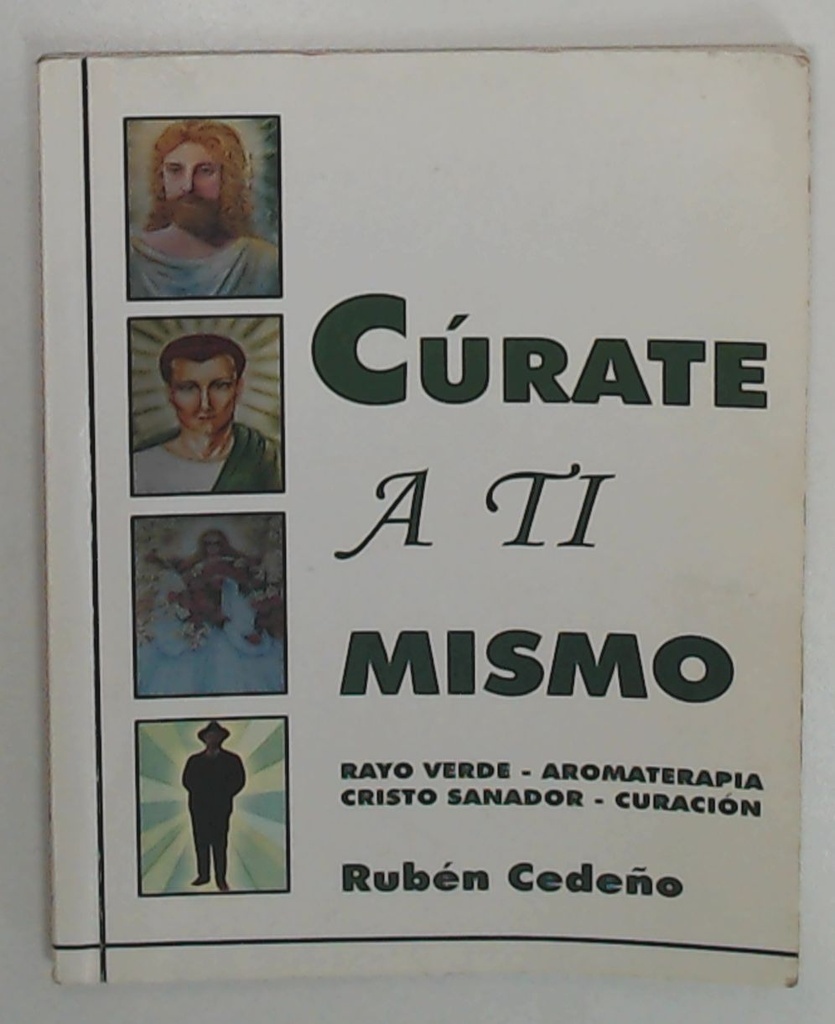 CÚRATE
A TI
MISMO
RAYO VERDE - AROMATERAPIA
CRISTO SANADOR - CURACIÓN
Rubén Cedeño